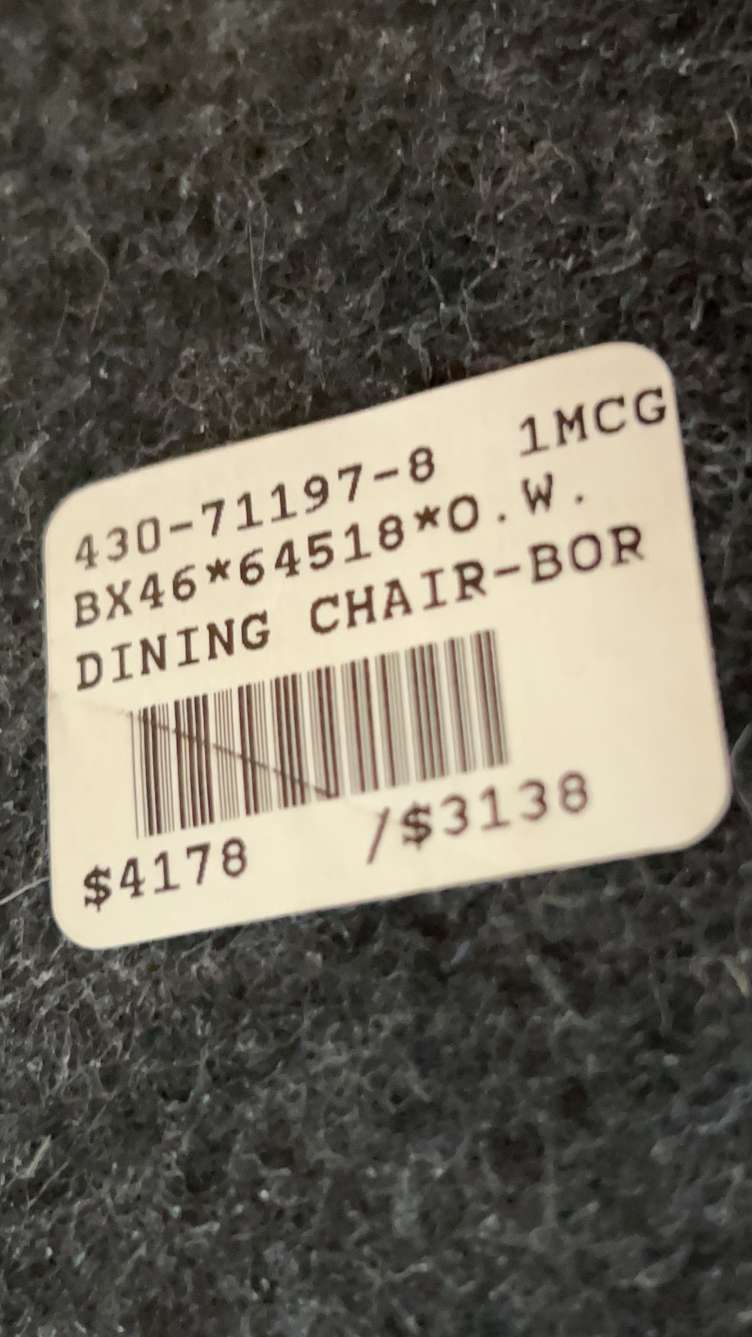 430-71197-8 1MCG
BX46*64518*O.W.
DINING CHAIR-BOR
$4178 /$3138